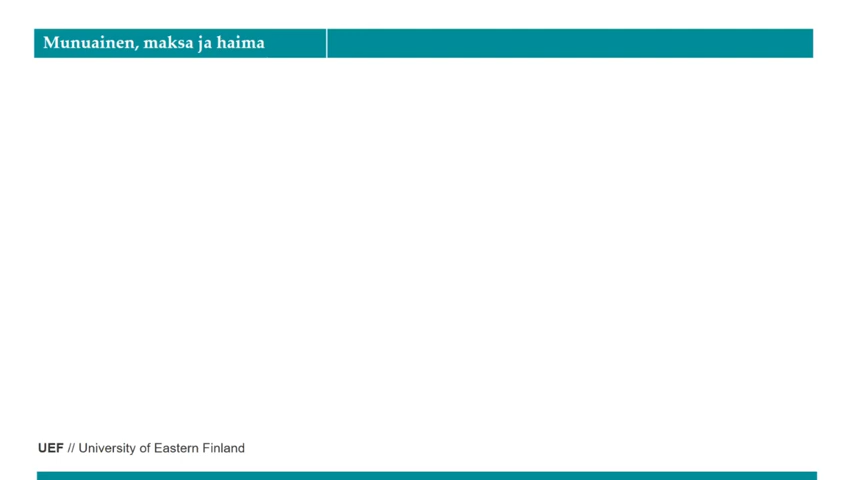 Munuainen, maksa ja haima
UEF // University of Eastern Finland